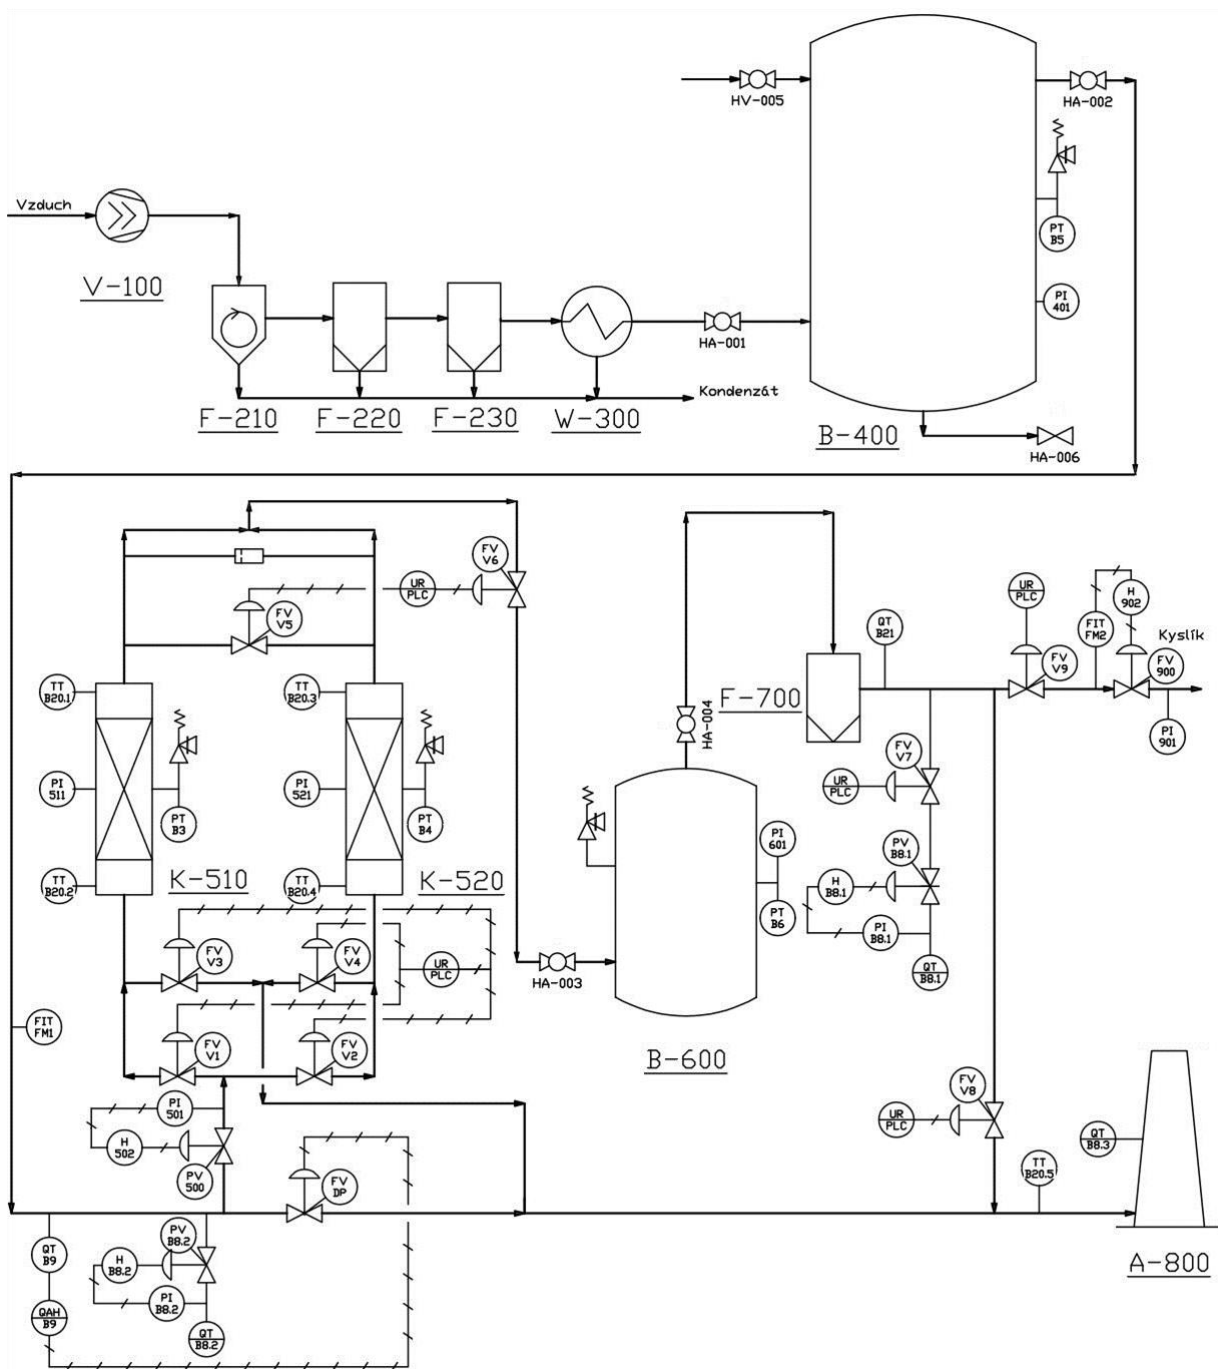 HV-005
HA-002
Vzduch
PT
B5
V-100
PI
401
HA-001
Kondenzát
F-210
F-220
F-230
W-300
B-400
HA-006
FV
V6
UR
PLC
FV
V5
QT
B21
UR
PLC
FIT
FM2
H
902
Kyslík
FV
V9
FV
900
TT
B20.1
TT
B20.3
F-700
HA-004
PI
901
FV
V7
PI
511
PI
521
UR
PLC
PT
B3
PT
B4
PI
601
PV
B8.1
TT
B20.2
K-510
TT
B20.4
K-520
H
B8.1
PT
B6
PI
B8.1
FV
V3
FV
V4
UR
PLC
HA-003
QT
B8.1
FIT
FM1
FV
V1
FV
V2
B-600
FV
V8
PI
501
UR
PLC
H
502
QT
B8.3
PV
500
FV
DP
TT
B20.5
PV
B8.2
QT
B9
H
B8.2
A-800
PI
B8.2
QAH
B9
QT
B8.2